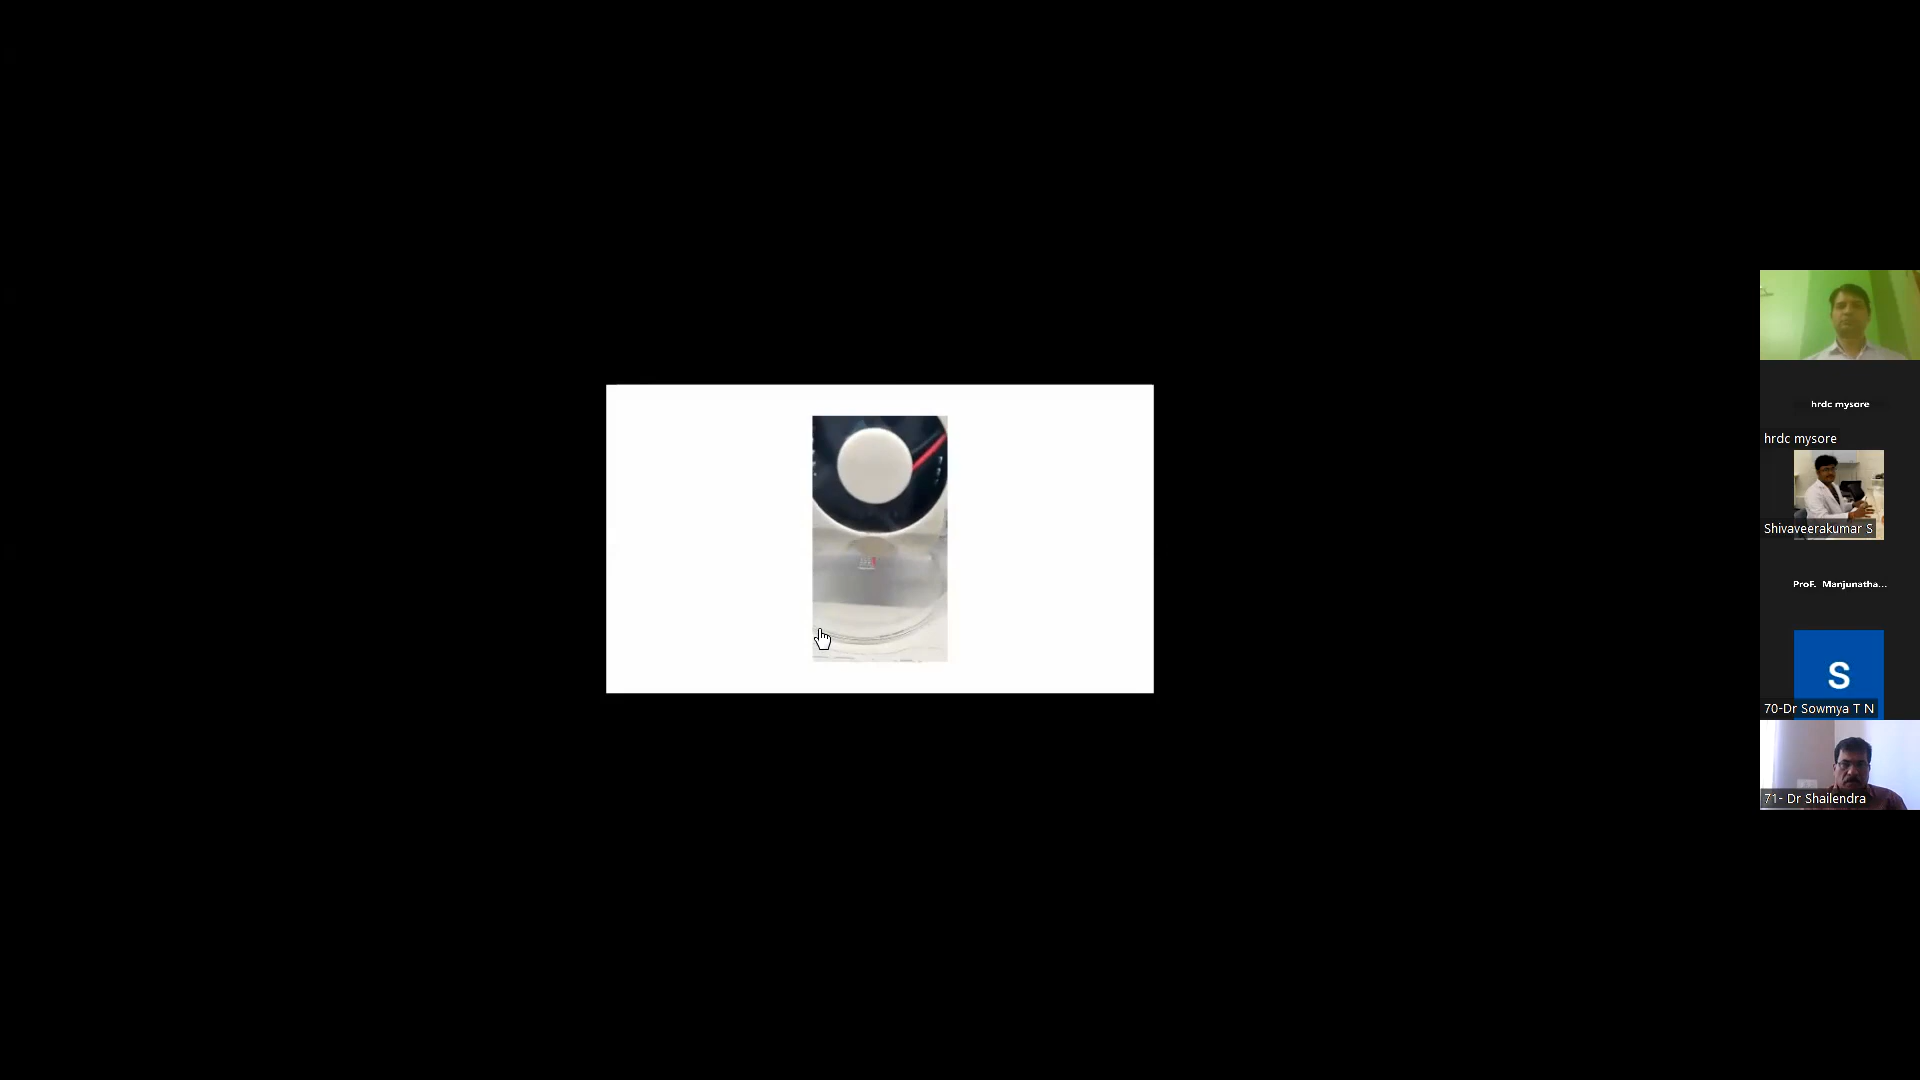 hrdc mysore
hrdc mysore
Shivaveerakumar S
ProF. Manjunatha...
S
70-Dr Sowmya T N
71- Dr Shailendra